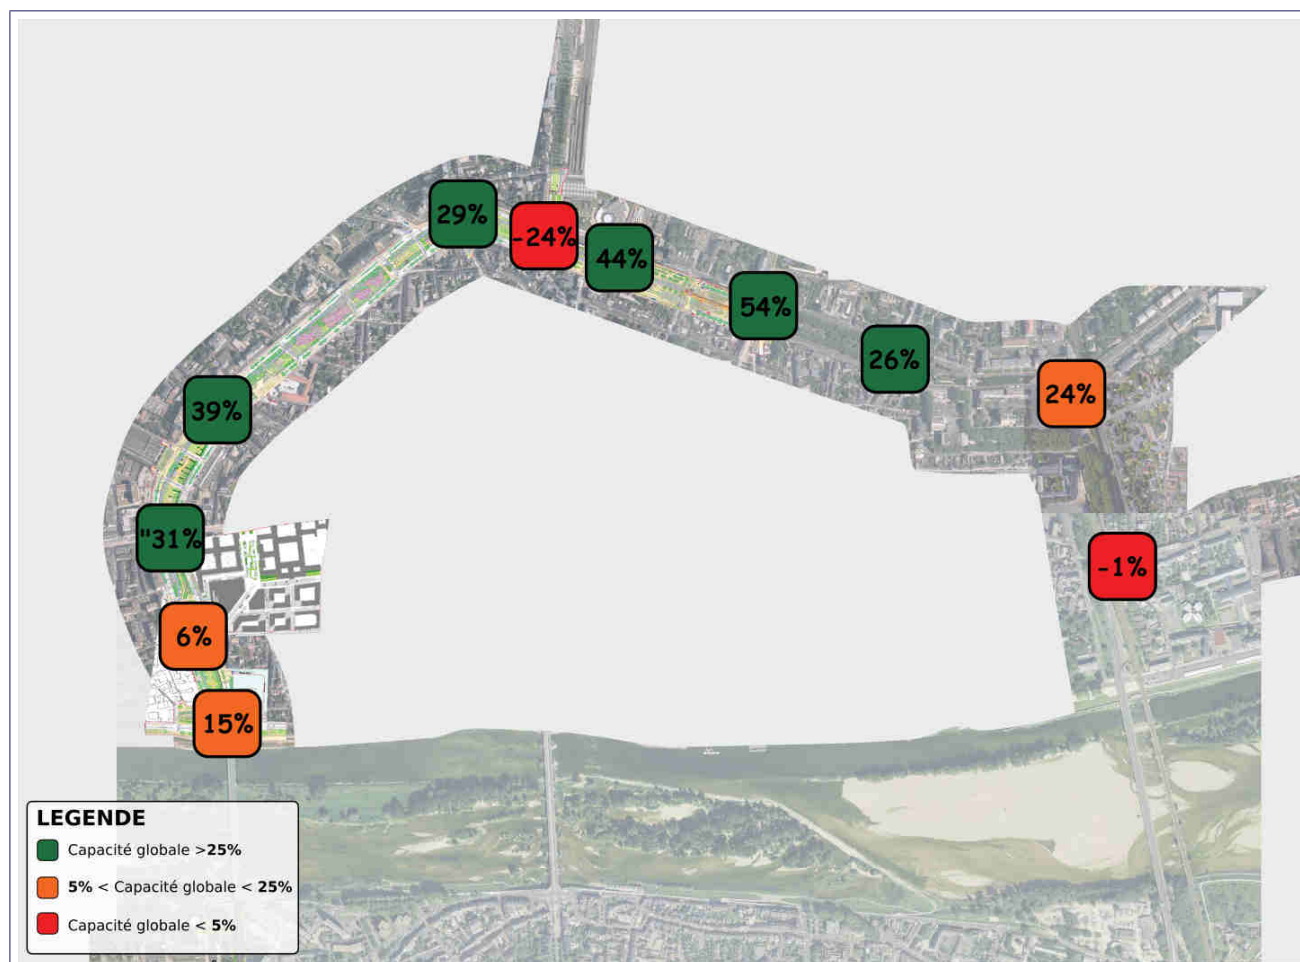 29%
-24%
44%
54%
26%
24%
39%
"31%
-1%
6%
15%
LEGENDE
Capacité globale >25%
5% < Capacité globale < 25%
Capacité globale < 5%